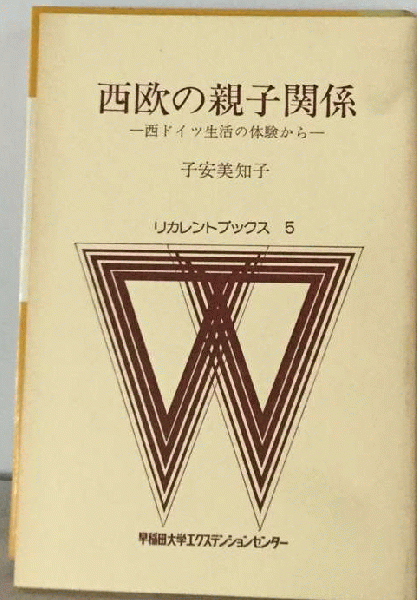 西欧の親子関係
—西ドイツ生活の体験から—
子安美知子
リカレントブックス 5
早稲田大学エクステンションセンター